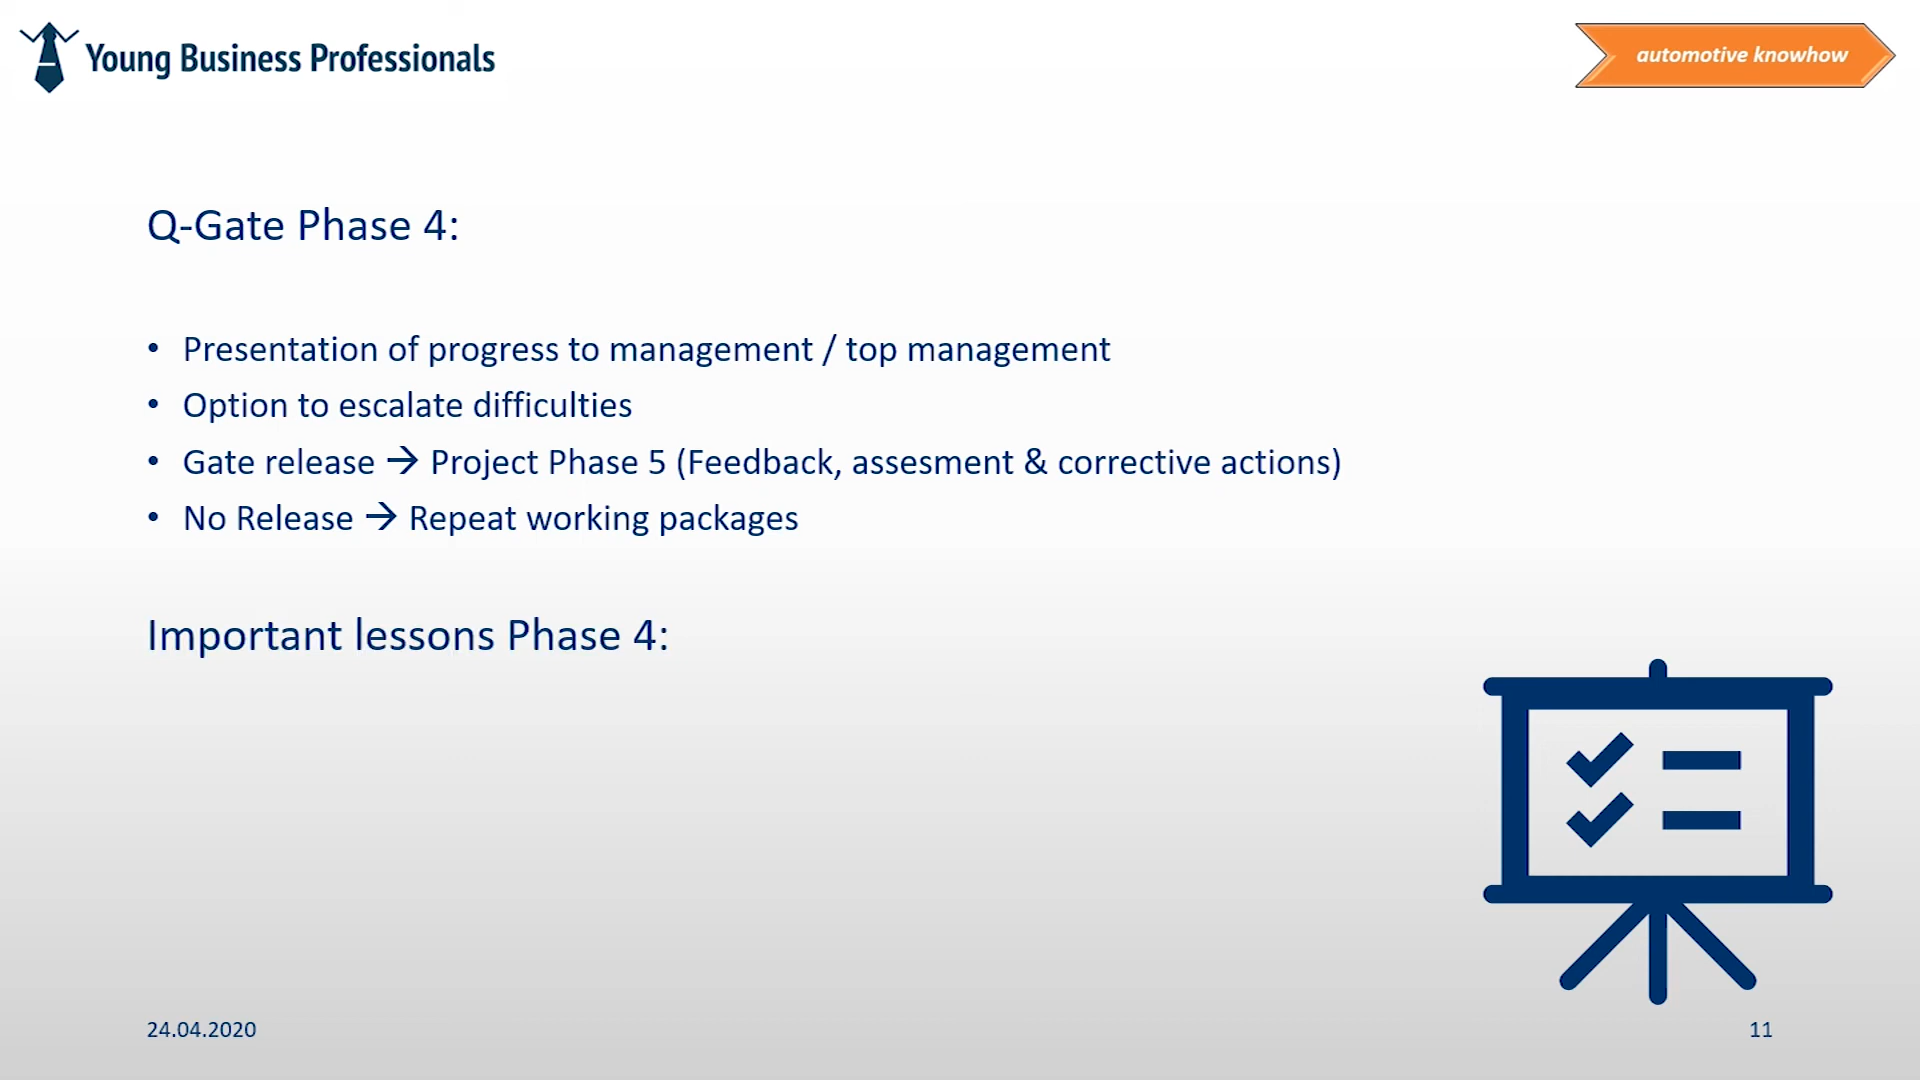 Young Business Professionals
automotive knowhow
Q-Gate Phase 4:
• Presentation of progress to management / top management
• Option to escalate difficulties
• Gate release → Project Phase 5 (Feedback, assesment & corrective actions)
• No Release → Repeat working packages
Important lessons Phase 4:
24.04.2020
11